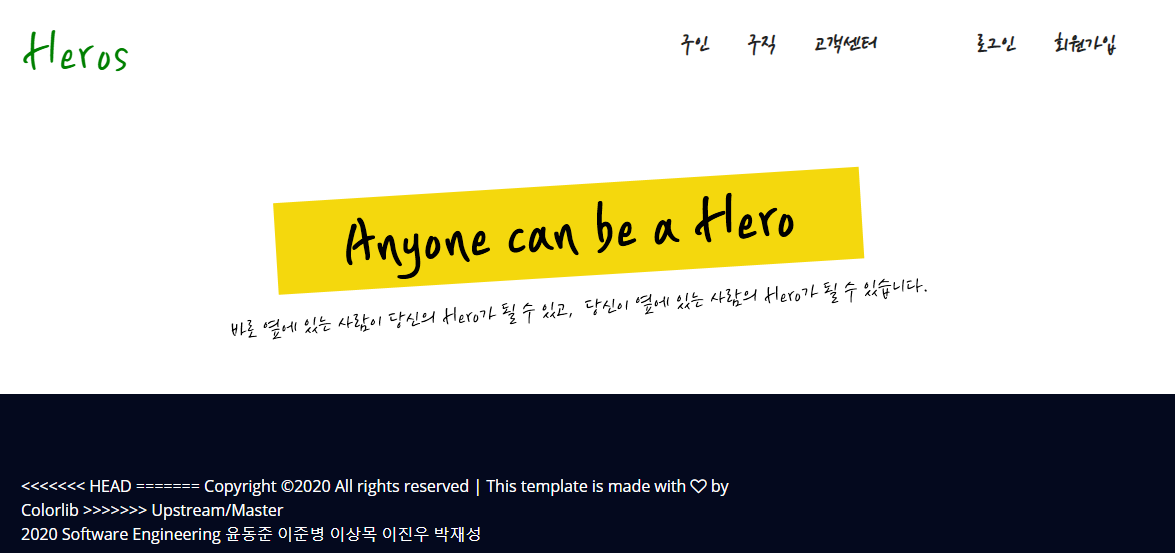 Heros
구인 구직 고객센터 로그인 회원가입
Anyone can be a Hero
바로 옆에 있는 사람이 당신의 Hero가 될 수 있고, 당신이 옆에 있는 사람의 Hero가 될 수 있습니다.
<<<<<<< HEAD ======= Copyright ©2020 All rights reserved | This template is made with ♡ by
Colorlib >>>>>>> Upstream/Master
2020 Software Engineering 윤동준 이준병 이상목 이진우 박재성